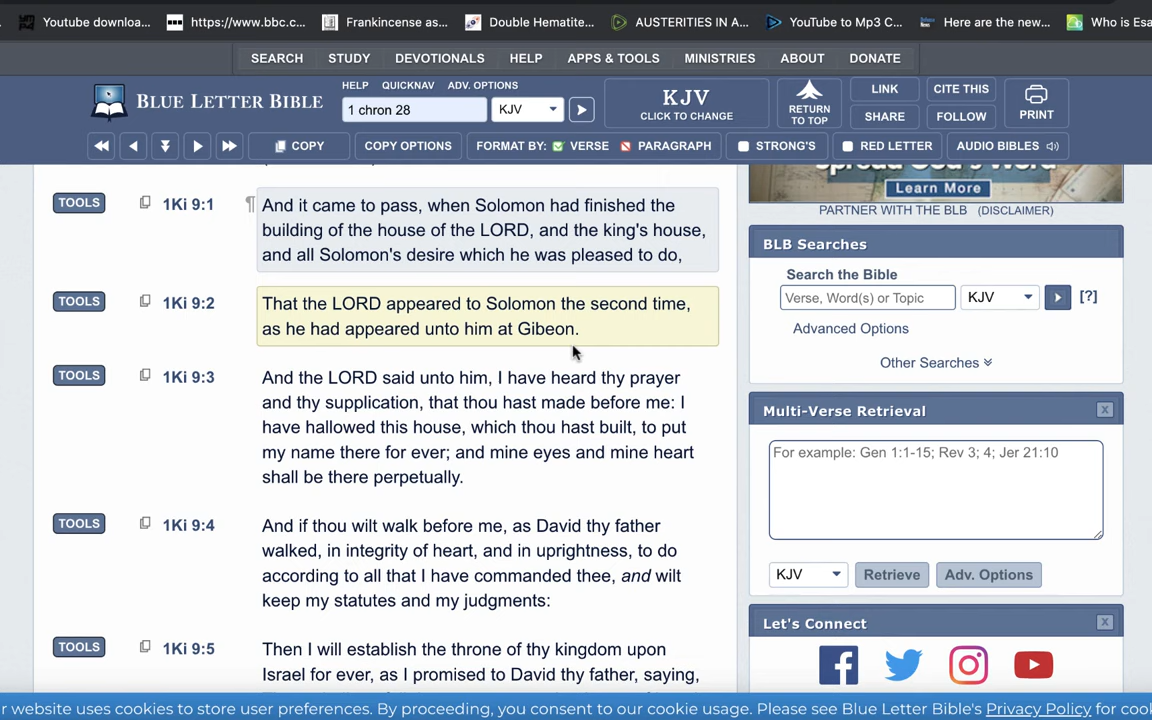 Youtube downloa...
https://www.bbc.c...
Frankincense as...
Double Hematite...
AUSTERITIES IN A...
YouTube to Mp3 C...
Here are the new...
Who is Esa
SEARCH STUDY DEVOTIONALS HELP APPS & TOOLS MINISTRIES ABOUT DONATE
BLUE LETTER BIBLE
HELP QUICKNAV ADV. OPTIONS
1 chron 28
KJV
KJV
CLICK TO CHANGE
RETURN
TO TOP
LINK
CITE THIS
SHARE
FOLLOW
PRINT
COPY
COPY OPTIONS
FORMAT BY: VERSE PARAGRAPH
STRONG'S
RED LETTER
AUDIO BIBLES
TOOLS
1Ki 9:1
¶ And it came to pass, when Solomon had finished the
building of the house of the LORD, and the king's house,
and all Solomon's desire which he was pleased to do,
TOOLS
1Ki 9:2
That the LORD appeared to Solomon the second time,
as he had appeared unto him at Gibeon.
TOOLS
1Ki 9:3
And the LORD said unto him, I have heard thy prayer
and thy supplication, that thou hast made before me: I
have hallowed this house, which thou hast built, to put
my name there for ever; and mine eyes and mine heart
shall be there perpetually.
TOOLS
1Ki 9:4
And if thou wilt walk before me, as David thy father
walked, in integrity of heart, and in uprightness, to do
according to all that I have commanded thee, and wilt
keep my statutes and my judgments:
TOOLS
1Ki 9:5
Then I will establish the throne of thy kingdom upon
Israel for ever, as I promised to David thy father, saying,
Learn More
PARTNER WITH THE BLB (DISCLAIMER)
BLB Searches
Search the Bible
Verse, Word(s) or Topic
KJV
[?]
Advanced Options
Other Searches
Multi-Verse Retrieval
X
For example: Gen 1:1-15; Rev 3; 4; Jer 21:10
KJV
Retrieve
Adv. Options
Let's Connect
X
r website uses cookies to store user preferences. By proceeding, you consent to our cookie usage. Please see Blue Letter Bible's Privacy Policy for cook